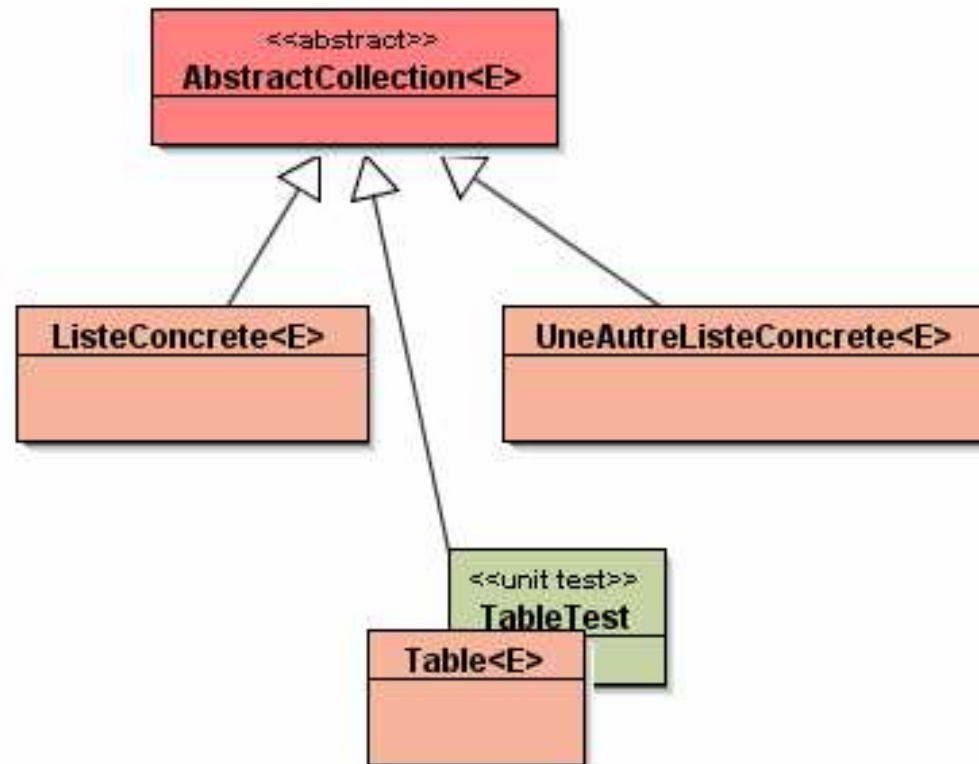 <<abstract>>
AbstractCollection<E>
ListeConcrete<E>
UneAutreListeConcrete<E>
<<unit test>>
TableTest
Table<E>